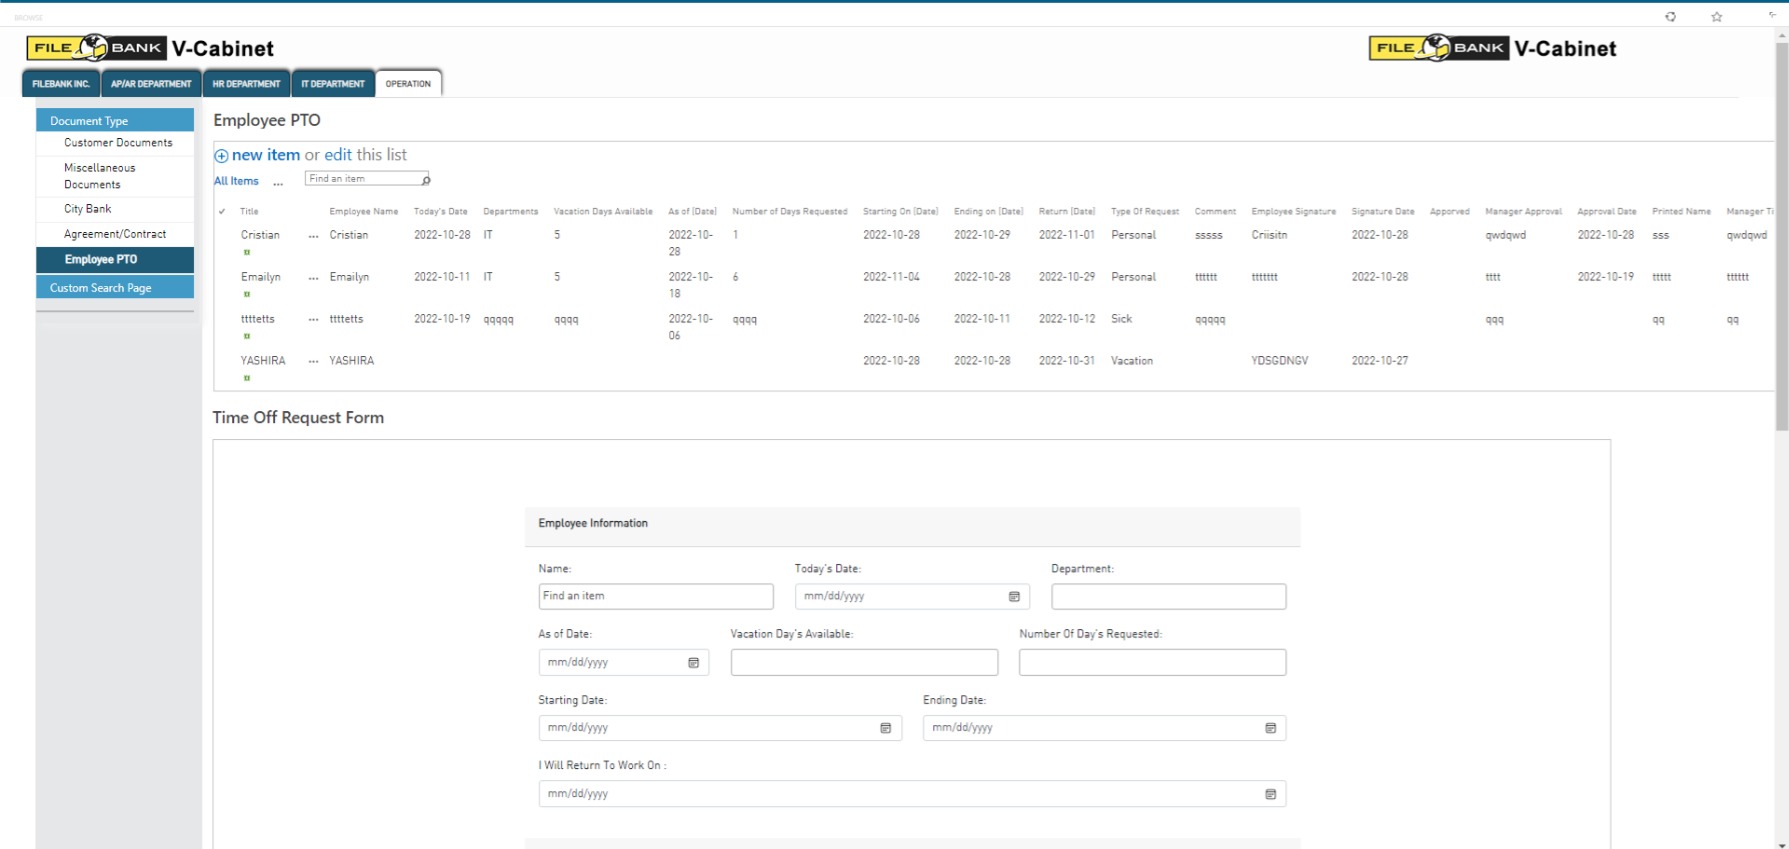 BROWSE
FILE BANK V-Cabinet FILE BANK V-Cabinet
FILEBANK INC. AP/AR DEPARTMENT HR DEPARTMENT IT DEPARTMENT OPERATION
Document Type
Customer Documents
Miscellaneous
Documents
City Bank
Agreement/Contract
Employee PTO
Custom Search Page
Employee PTO
new item or edit this list
All Items ... Find an item
Title Employee Name Today's Date Departments Vacation Days Available As of (Date) Number of Days Requested Starting On (Date) Ending on (Date) Return (Date) Type Of Request Comment Employee Signature Signature Date Apporved Manager Approval Approval Date Printed Name Manager Ti
Cristian ... Cristian 2022-10-28 IT 5 2022-10- 1 2022-10-28 2022-10-29 2022-11-01 Personal sssss Criisitn 2022-10-28 qwdqwd 2022-10-28 sss qwdqwd
28
Emailyn ... Emailyn 2022-10-11 IT 5 2022-10- 6 2022-11-04 2022-10-28 2022-10-29 Personal tttttt ttttttt 2022-10-28 tttt 2022-10-19 ttttt tttttt
18
ttttetts ... ttttetts 2022-10-19 qqqqq qqqq 2022-10- qqqq 2022-10-06 2022-10-11 2022-10-12 Sick qqqqq qqq qq qq
06
YASHIRA ... YASHIRA 2022-10-28 2022-10-28 2022-10-31 Vacation YDSGDNGV 2022-10-27
Time Off Request Form
Employee Information
Name: Today's Date: Department:
Find an item mm/dd/yyyy
As of Date: Vacation Day's Available: Number Of Day's Requested:
mm/dd/yyyy
Starting Date: Ending Date:
mm/dd/yyyy mm/dd/yyyy
I Will Return To Work On :
mm/dd/yyyy